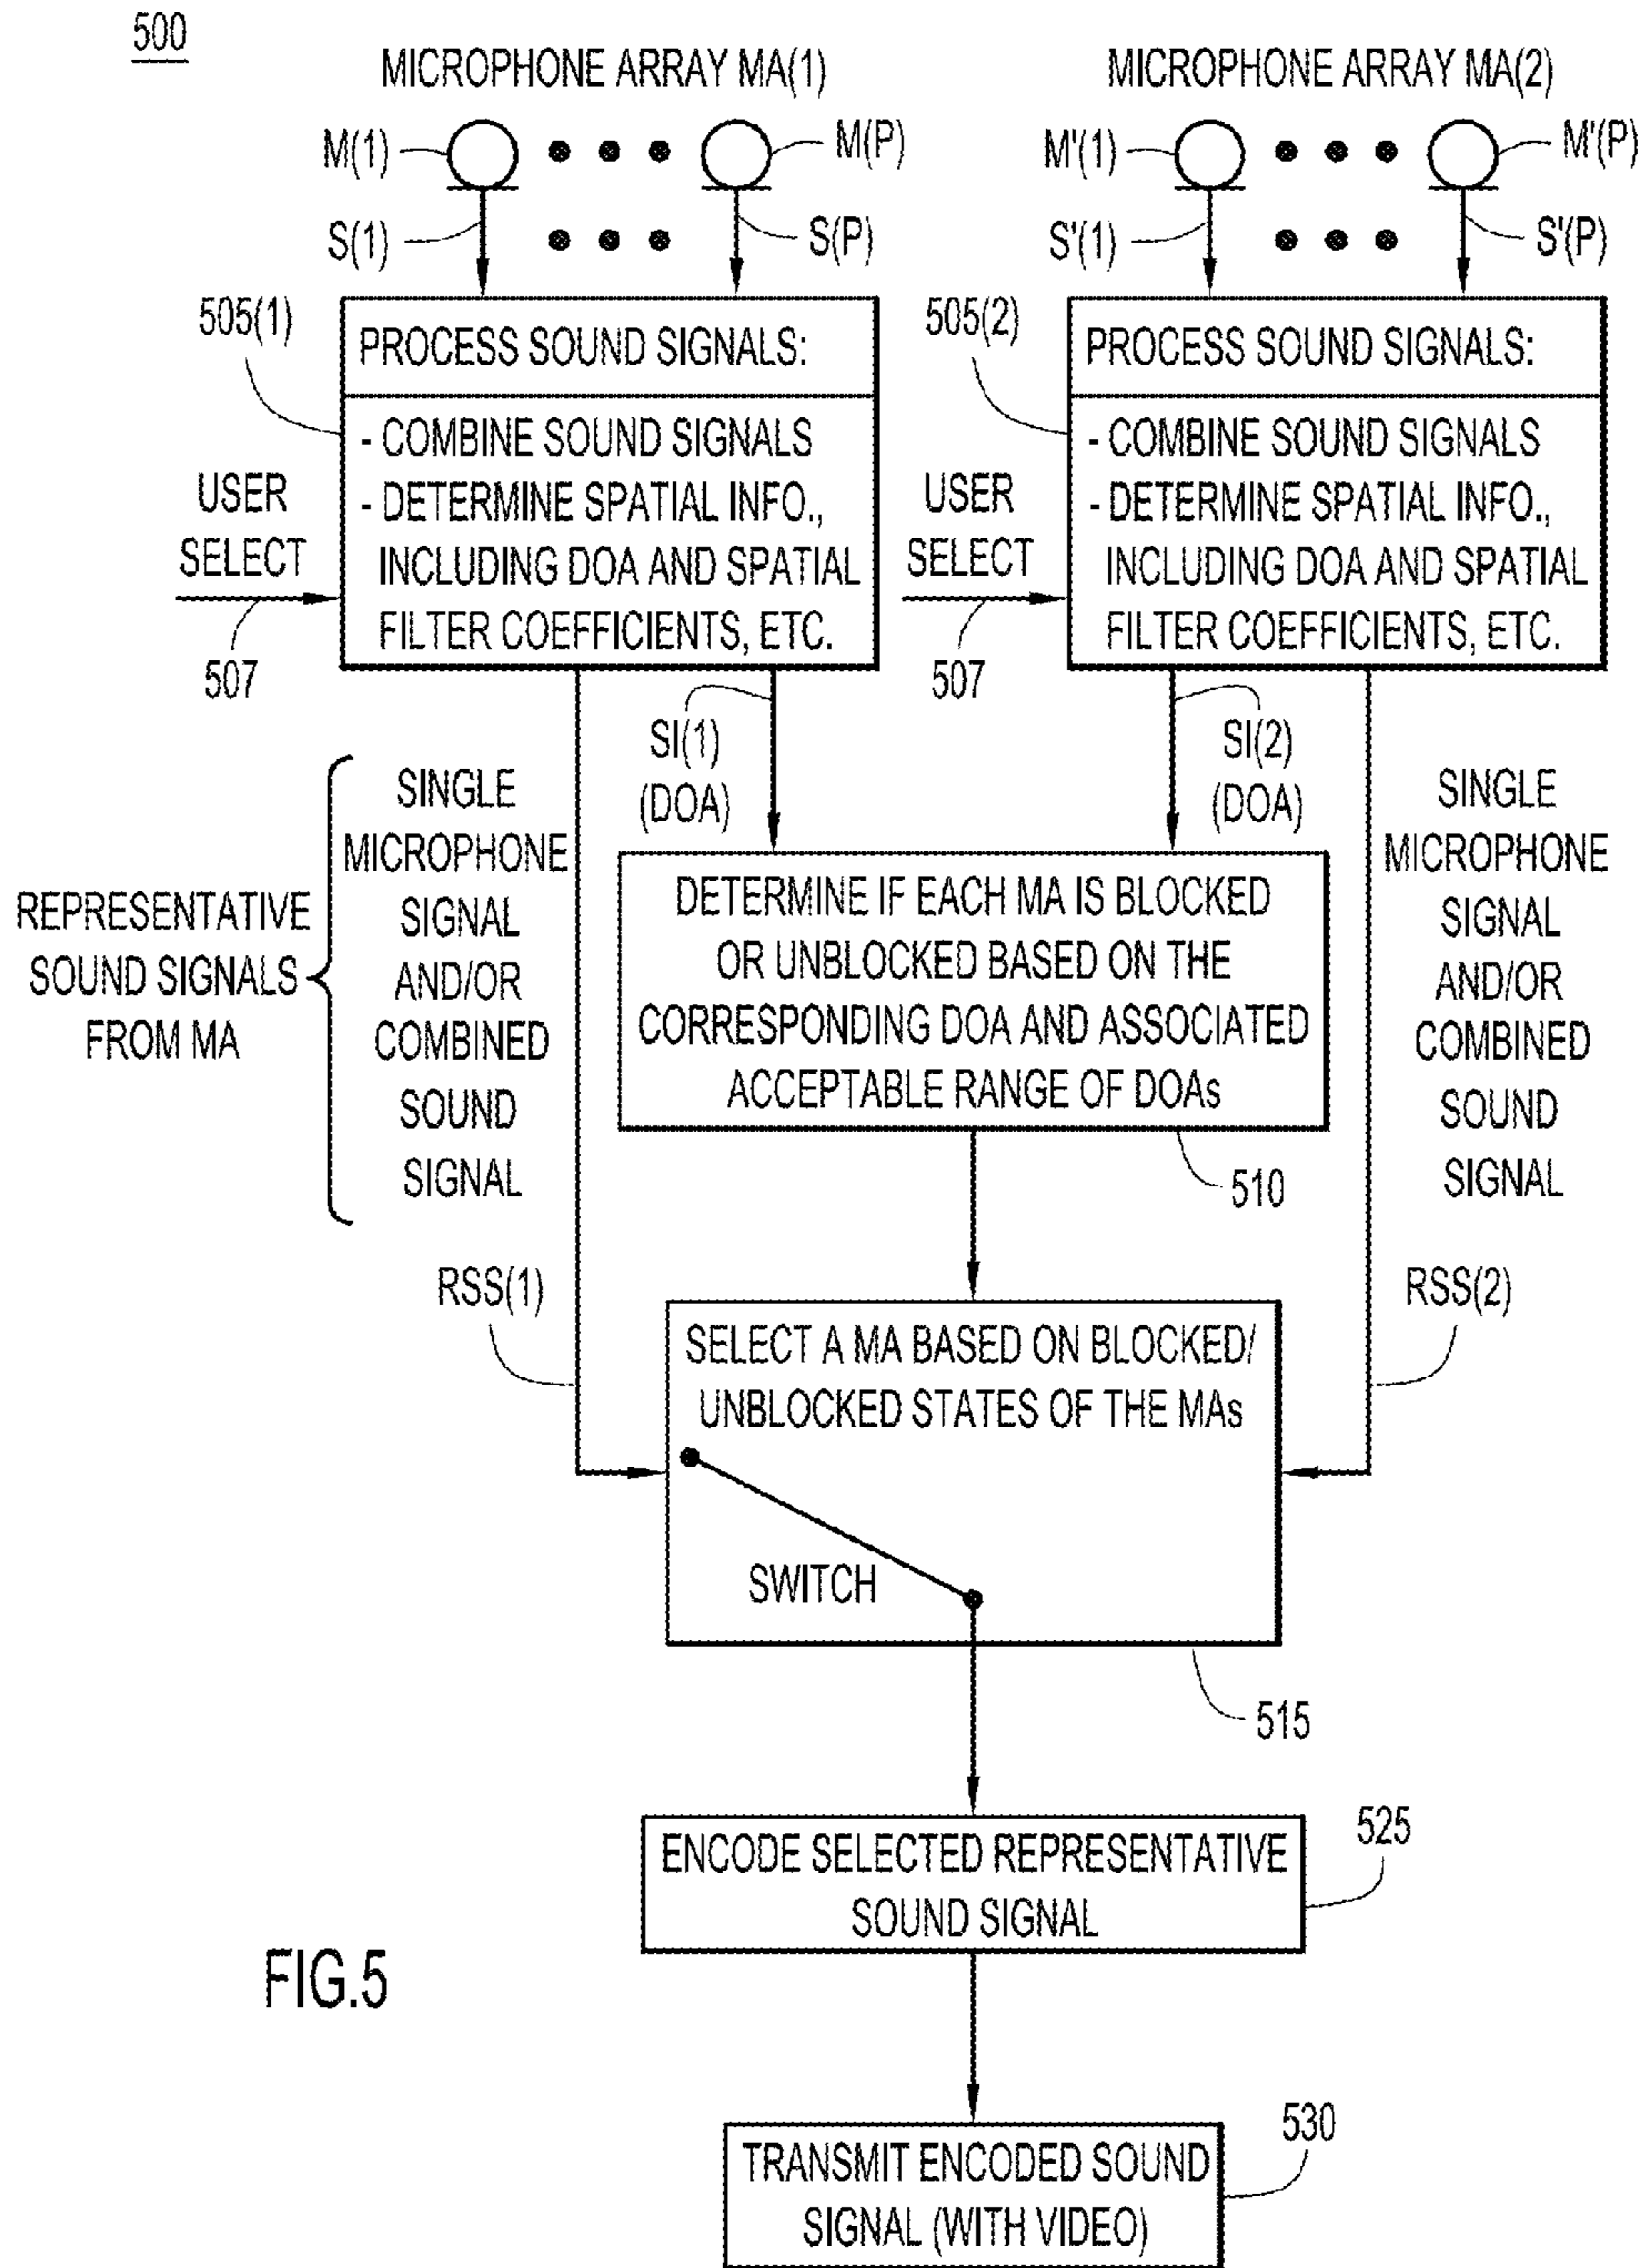 500
MICROPHONE ARRAY MA(1)
MICROPHONE ARRAY MA(2)
M(1)
M(P)
M'(1)
M'(P)
S(1)
S(P)
S'(1)
S'(P)
505(1)
PROCESS SOUND SIGNALS:
- COMBINE SOUND SIGNALS
- DETERMINE SPATIAL INFO.,
INCLUDING DOA AND SPATIAL
FILTER COEFFICIENTS, ETC.
USER
SELECT
507
505(2)
PROCESS SOUND SIGNALS:
- COMBINE SOUND SIGNALS
- DETERMINE SPATIAL INFO.,
INCLUDING DOA AND SPATIAL
FILTER COEFFICIENTS, ETC.
USER
SELECT
507
SI(1)
(DOA)
SI(2)
(DOA)
REPRESENTATIVE
SOUND SIGNALS
FROM MA
SINGLE
MICROPHONE
SIGNAL
AND/OR
COMBINED
SOUND
SIGNAL
DETERMINE IF EACH MA IS BLOCKED
OR UNBLOCKED BASED ON THE
CORRESPONDING DOA AND ASSOCIATED
ACCEPTABLE RANGE OF DOAs
510
SINGLE
MICROPHONE
SIGNAL
AND/OR
COMBINED
SOUND
SIGNAL
RSS(1)
RSS(2)
SELECT A MA BASED ON BLOCKED/
UNBLOCKED STATES OF THE MAs
SWITCH
515
ENCODE SELECTED REPRESENTATIVE
SOUND SIGNAL
525
FIG.5
TRANSMIT ENCODED SOUND
SIGNAL (WITH VIDEO)
530